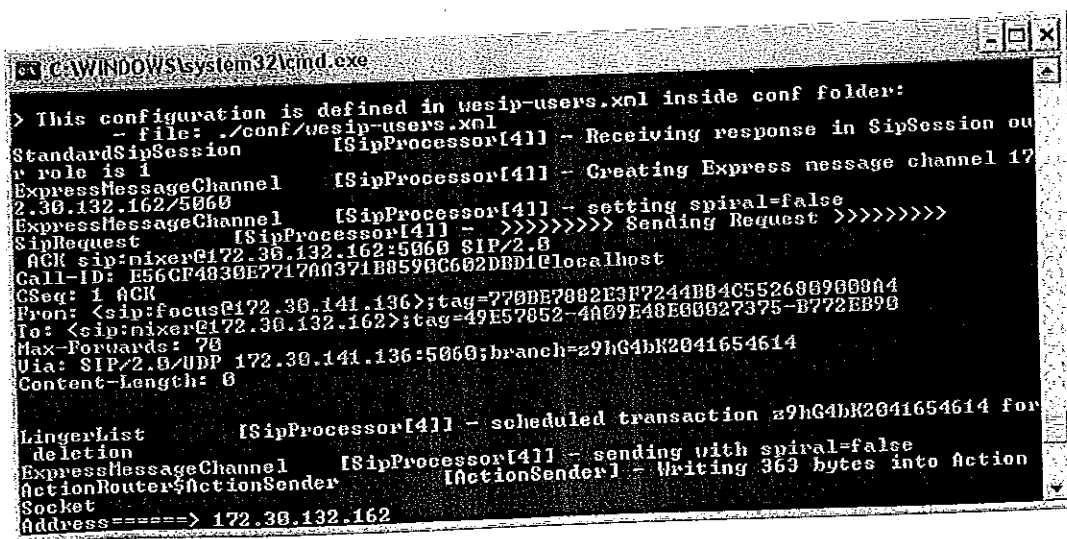 C:\WINDOWS\system32\cmd.exe
> This configuration is defined in wesip-users.xml inside conf folder:
- file: ./conf/wesip-users.xml
StandardSipSession [SipProcessor[4]] - Receiving response in SipSession ou
r role is 1
ExpressMessageChannel [SipProcessor[4]] - Creating Express message channel 17
2.30.132.162/5060
ExpressMessageChannel [SipProcessor[4]] - setting spiral=false
SipRequest [SipProcessor[4]] - >>>>>>>>> Sending Request >>>>>>>>>
ACK sip:mixer@172.30.132.162:5060 SIP/2.0
Call-ID: E56CF4830E7717AA371B8590C602DBD1@localhost
CSeq: 1 ACK
From: <sip:focus@172.30.141.136>;tag=770BE7882E3F7244B84C5526809008A4
To: <sip:mixer@172.30.132.162>;tag=49E57852-4A09E48E00027375-B772EB90
Max-Forwards: 70
Via: SIP/2.0/UDP 172.30.141.136:5060;branch=z9hG4bK2041654614
Content-Length: 0
LingerList [SipProcessor[4]] - scheduled transaction z9hG4bK2041654614 for
deletion
ExpressMessageChannel [SipProcessor[4]] - sending with spiral=false
ActionRouter$ActionSender [ActionSender] - Writing 363 bytes into Action
Socket
Address======> 172.30.132.162